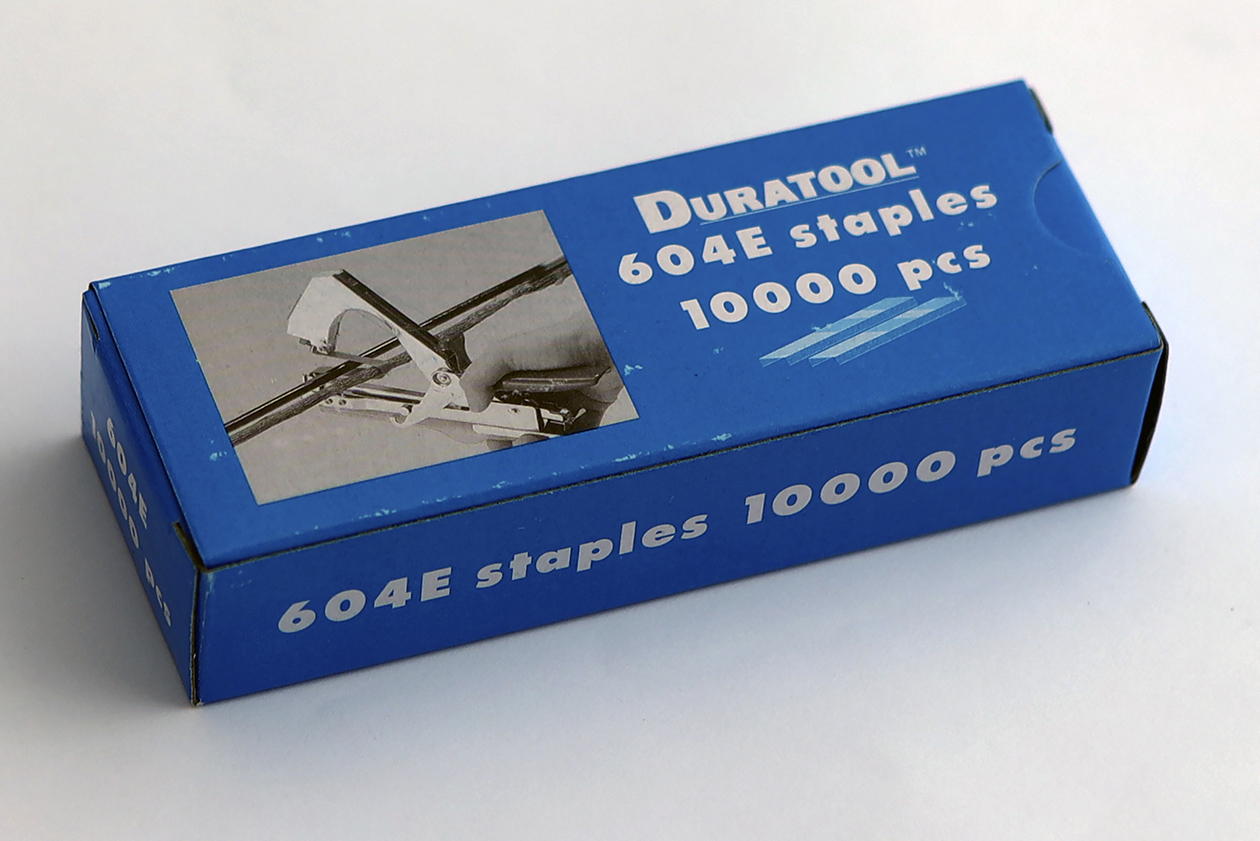 DURATOOL™
604E staples
10000 pcs
604E staples 10000 pcs
604E
10000 pcs